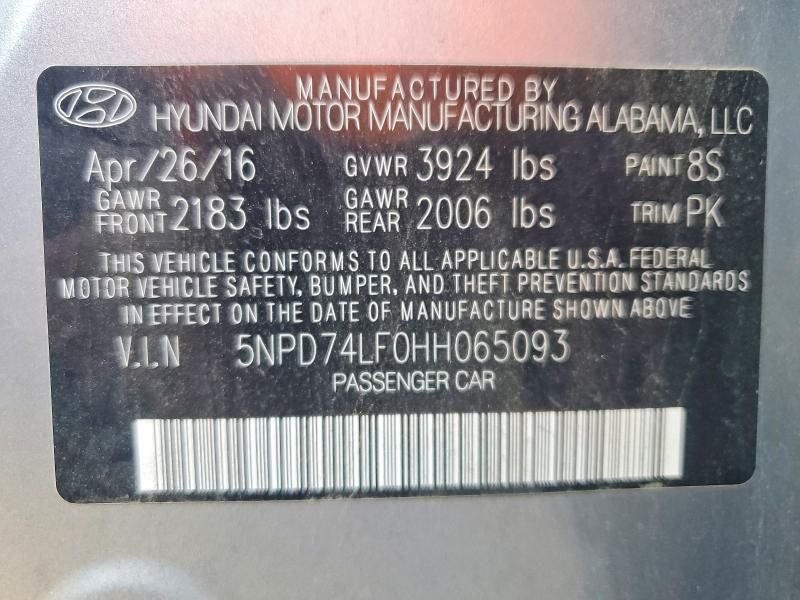 MANUFACTURED BY
HYUNDAI MOTOR MANUFACTURING ALABAMA, LLC
Apr/26/16 GVWR 3924 lbs PAINT 8S
GAWR FRONT 2183 lbs GAWR REAR 2006 lbs TRIM PK
THIS VEHICLE CONFORMS TO ALL APPLICABLE U.S.A. FEDERAL
MOTOR VEHICLE SAFETY, BUMPER, AND THEFT PREVENTION STANDARDS
IN EFFECT ON THE DATE OF MANUFACTURE SHOWN ABOVE
V.I.N 5NPD74LF0HH065093
PASSENGER CAR